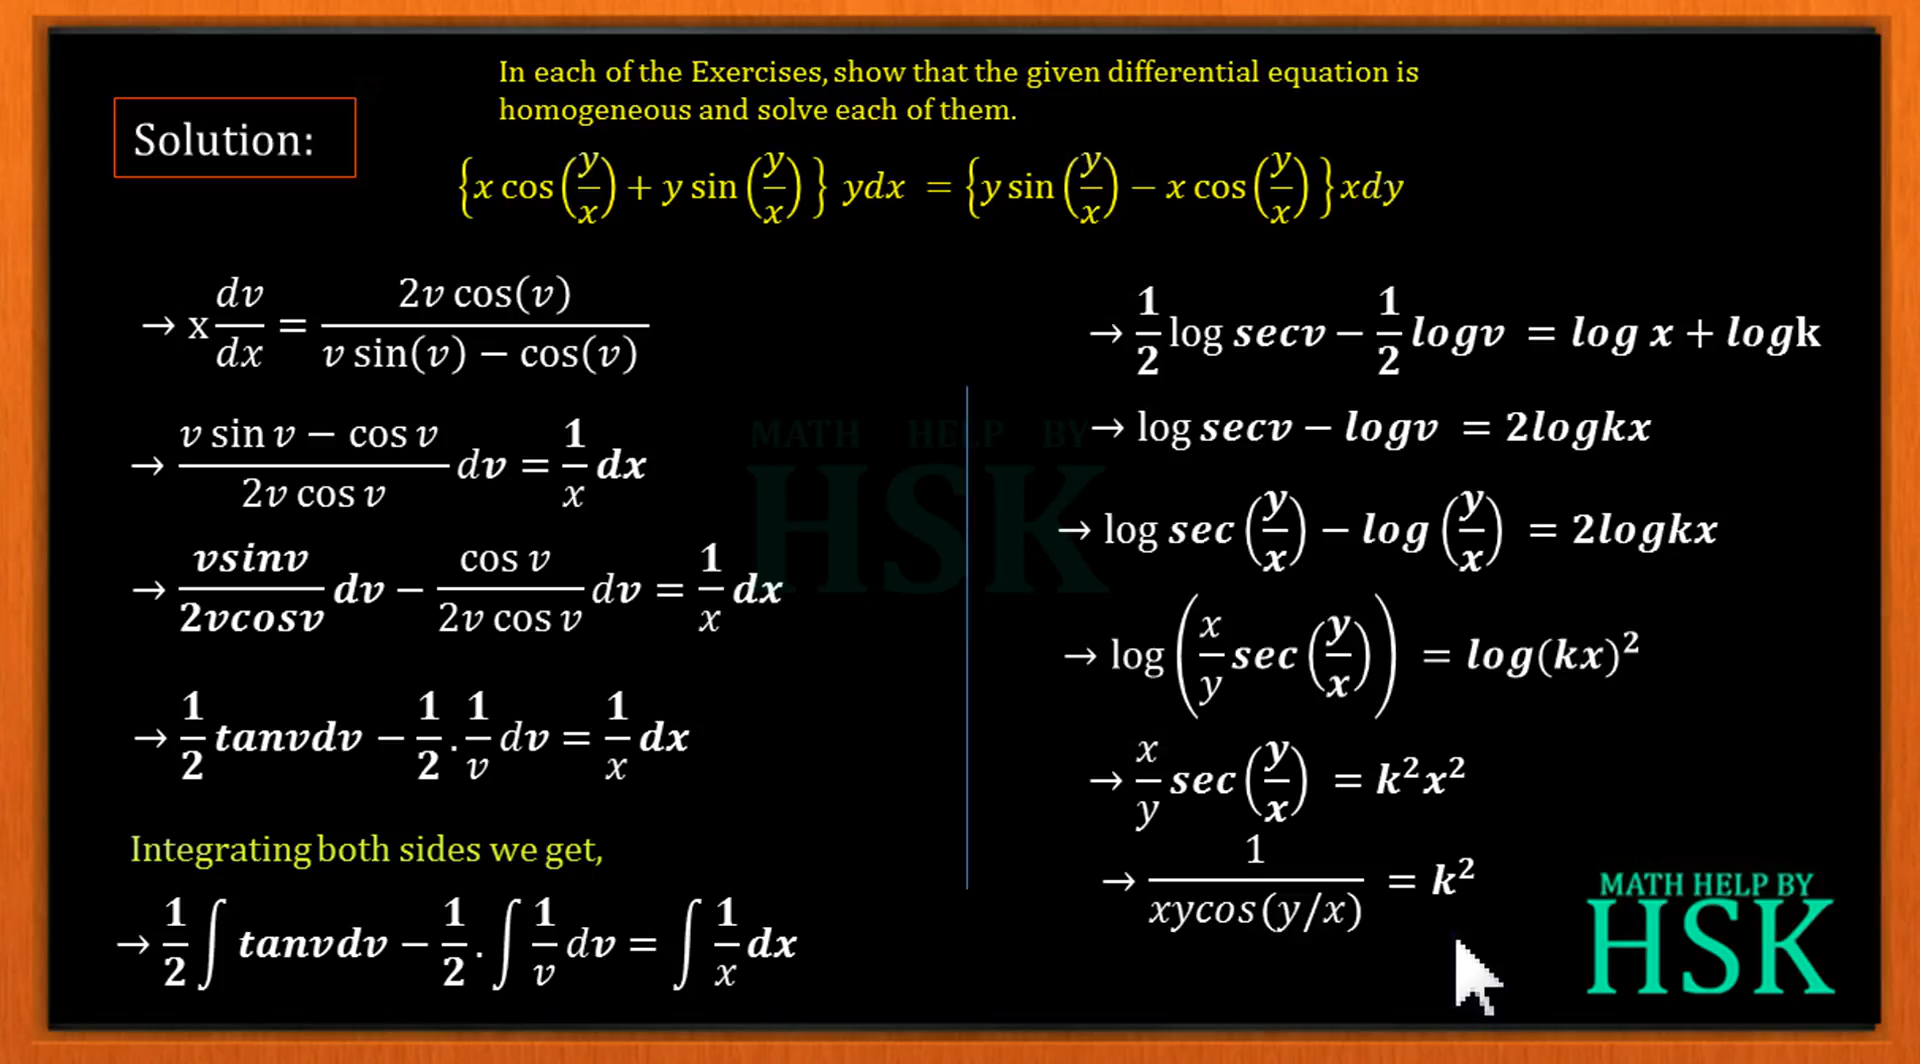 In each of the Exercises, show that the given differential equation is
homogeneous and solve each of them.
Solution:
{x cos(y/x) + y sin(y/x)} ydx = {y sin(y/x) − x cos(y/x)}xdy
→ x dv/dx = 2v cos(v) / v sin(v) − cos(v)
→ v sin v − cos v / 2v cos v dv = 1/x dx
→ vsinv/2vcosv dv − cos v/2v cos v dv = 1/x dx
→ 1/2 tanvdv − 1/2 . 1/v dv = 1/x dx
Integrating both sides we get,
→ 1/2 ∫ tanvdv − 1/2 . ∫ 1/v dv = ∫ 1/x dx
→ 1/2 log secv − 1/2 logv = log x + logk
→ log secv − logv = 2logkx
→ log sec(y/x) − log(y/x) = 2logkx
→ log(x/y sec(y/x)) = log(kx)²
→ x/y sec(y/x) = k²x²
→ 1/xycos(y/x) = k²
MATH HELP BY
HSK
MATH HELP BY
HSK